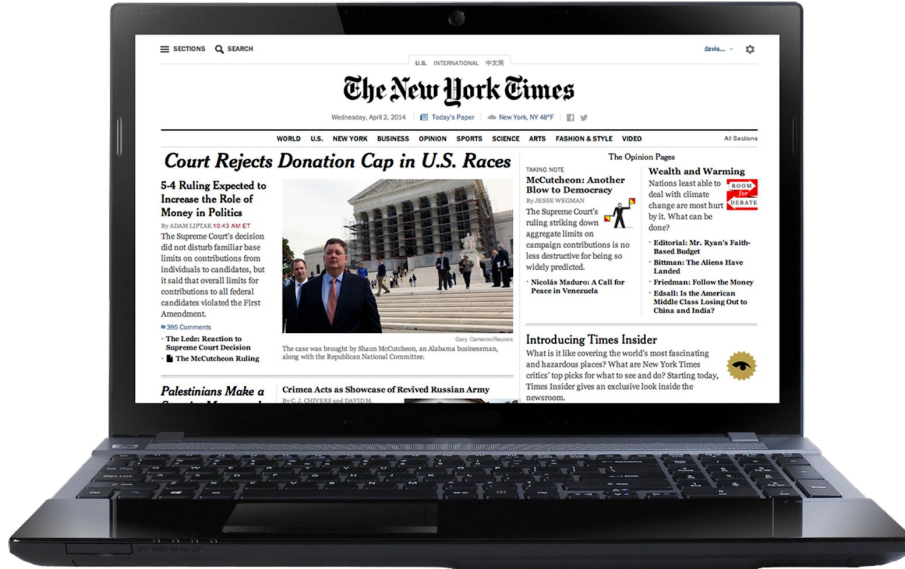 SECTIONS SEARCH
davis...
U.S. INTERNATIONAL 中文网
The New York Times
Wednesday, April 2, 2014 Today's Paper New York, NY 48°F
WORLD U.S. NEW YORK BUSINESS OPINION SPORTS SCIENCE ARTS FASHION & STYLE VIDEO All Sections
Court Rejects Donation Cap in U.S. Races
5-4 Ruling Expected to
Increase the Role of
Money in Politics
By ADAM LIPTAK 10:43 AM ET
The Supreme Court's decision
did not disturb familiar base
limits on contributions from
individuals to candidates, but
it said that overall limits for
contributions to all federal
candidates violated the First
Amendment.
395 Comments
· The Lede: Reaction to
Supreme Court Decision
· The McCutcheon Ruling
Gary Cameron/Reuters
The case was brought by Shaun McCutcheon, an Alabama businessman,
along with the Republican National Committee.
The Opinion Pages
TAKING NOTE
McCutcheon: Another
Blow to Democracy
By JESSE WEGMAN
The Supreme Court's
ruling striking down
aggregate limits on
campaign contributions is no
less destructive for being so
widely predicted.
· Nicolás Maduro: A Call for
Peace in Venezuela
Wealth and Warming
Nations least able to
deal with climate
change are most hurt
by it. What can be
done?
ROOM
for
DEBATE
· Editorial: Mr. Ryan's Faith-
Based Budget
· Bittman: The Aliens Have
Landed
· Friedman: Follow the Money
· Edsall: Is the American
Middle Class Losing Out to
China and India?
Introducing Times Insider
What is it like covering the world's most fascinating
and hazardous places? What are New York Times
critics' top picks for what to see and do? Starting today,
Times Insider gives an exclusive look inside the
newsroom.
Palestinians Make a
Crimea Acts as Showcase of Revived Russian Army
By C. J. CHIVERS and DAVID M.